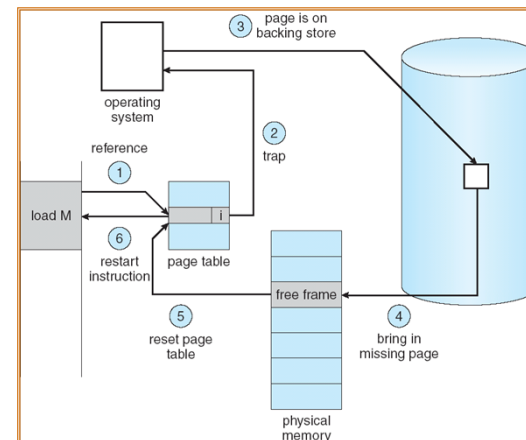 3
page is on
backing store
operating
system
2
trap
reference
1
load M
i
6
restart
instruction
page table
free frame
5
reset page
table
4
bring in
missing page
physical
memory